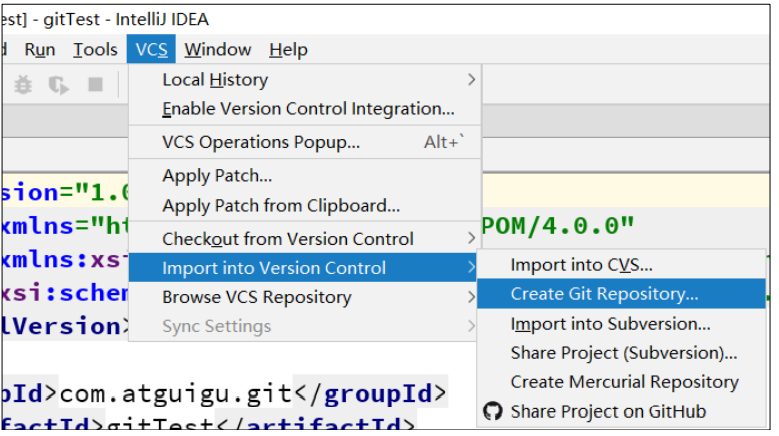 est] - gitTest - IntelliJ IDEA
Run Tools VCS Window Help
Local History
Enable Version Control Integration...
VCS Operations Popup... Alt+`
Apply Patch...
Apply Patch from Clipboard...
sion="1.0
xmlns="ht POM/4.0.0"
Checkout from Version Control
xmlns:xsi
Import into Version Control
Import into CVS...
xsi:schem
Browse VCS Repository
Create Git Repository...
lVersion>
Sync Settings
Import into Subversion...
Share Project (Subversion)...
Create Mercurial Repository
pId>com.atguigu.git</groupId>
Share Project on GitHub
factId>gitTest</artifactId>